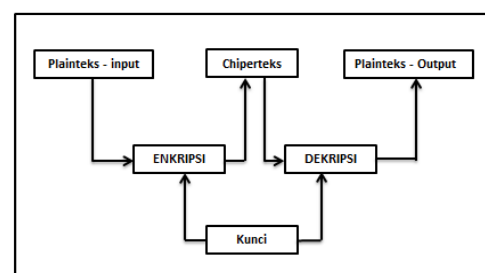 Plainteks - input
Chiperteks
Plainteks - Output
ENKRIPSI
DEKRIPSI
Kunci